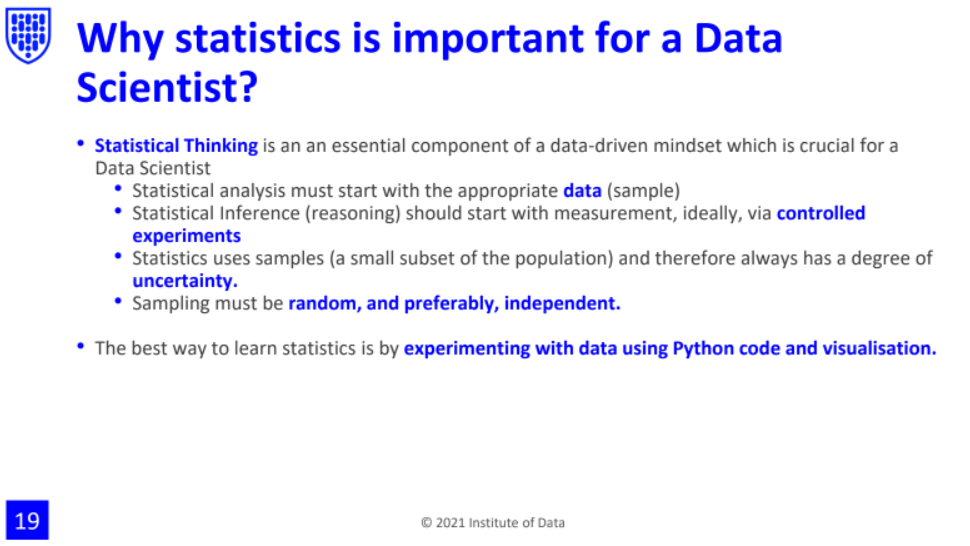 Why statistics is important for a Data
Scientist?
• Statistical Thinking is an an essential component of a data-driven mindset which is crucial for a
Data Scientist
• Statistical analysis must start with the appropriate data (sample)
• Statistical Inference (reasoning) should start with measurement, ideally, via controlled
experiments
• Statistics uses samples (a small subset of the population) and therefore always has a degree of
uncertainty.
• Sampling must be random, and preferably, independent.
• The best way to learn statistics is by experimenting with data using Python code and visualisation.
19
© 2021 Institute of Data